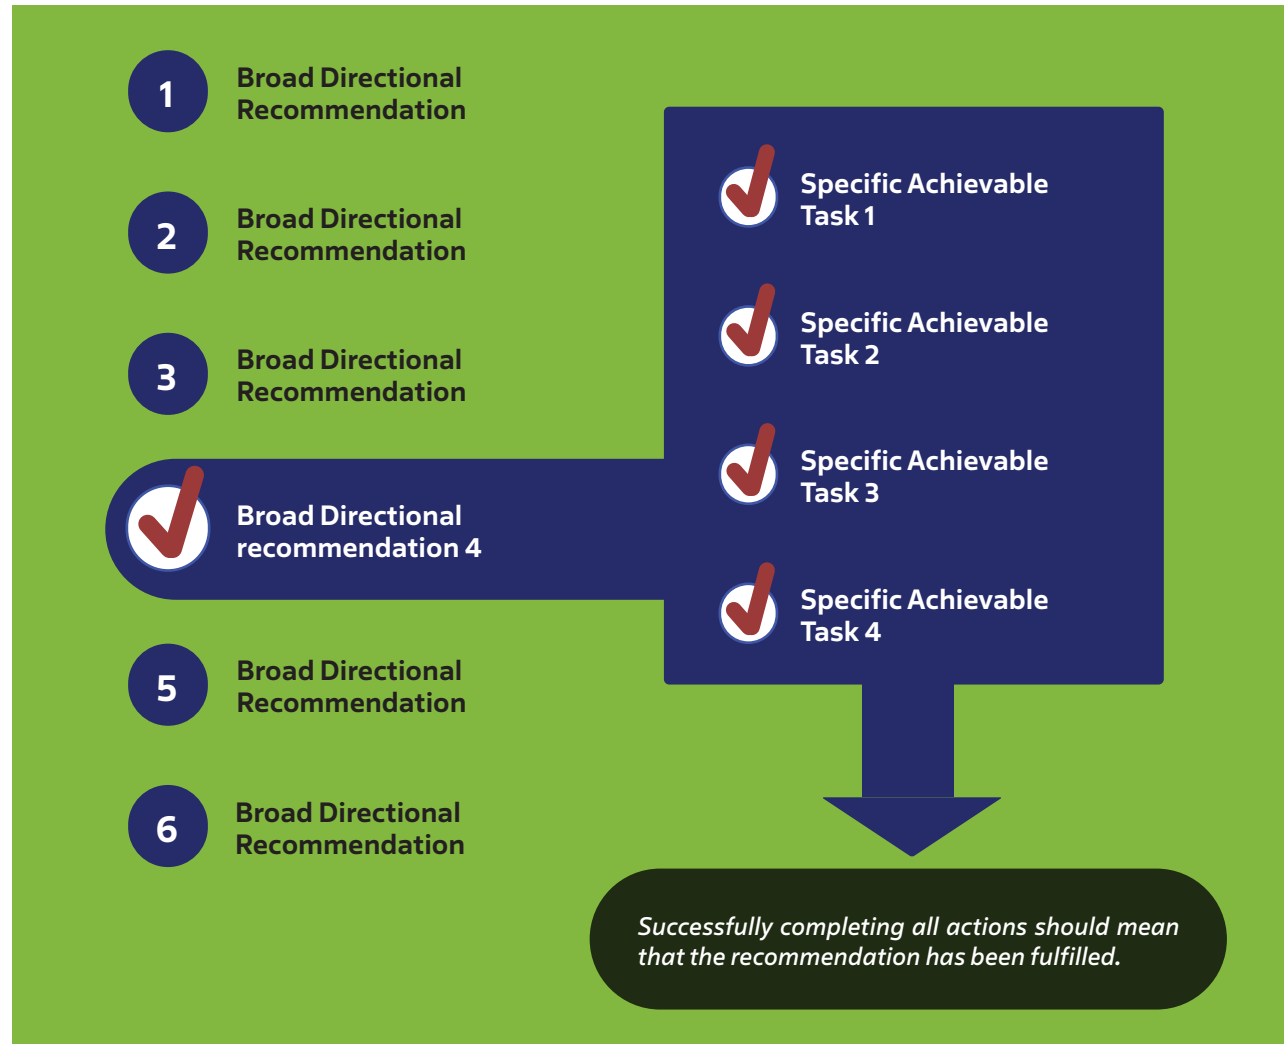 1
Broad Directional
Recommendation
2
Broad Directional
Recommendation
3
Broad Directional
Recommendation
Broad Directional
recommendation 4
5
Broad Directional
Recommendation
6
Broad Directional
Recommendation
Specific Achievable
Task 1
Specific Achievable
Task 2
Specific Achievable
Task 3
Specific Achievable
Task 4
Successfully completing all actions should mean
that the recommendation has been fulfilled.